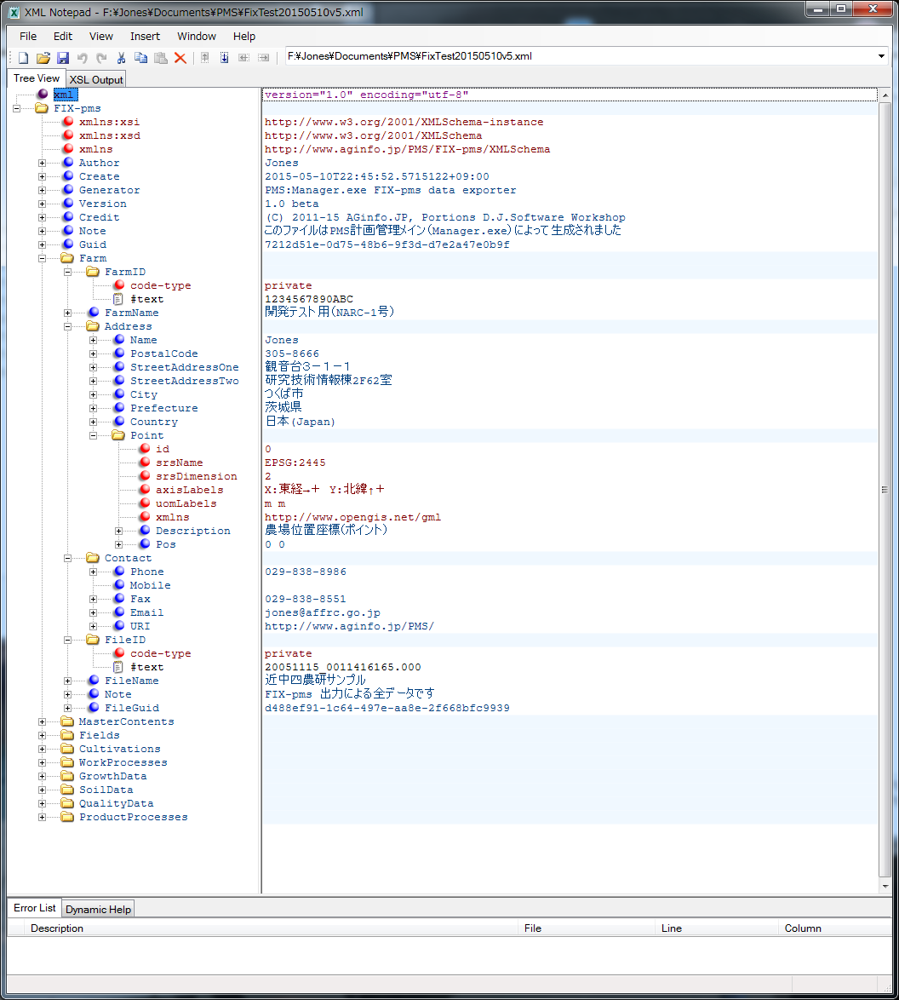 XML Notepad - F:¥Jones¥Documents¥PMS¥FixTest20150510v5.xml
File Edit View Insert Window Help
F:¥Jones¥Documents¥PMS¥FixTest20150510v5.xml
Tree View XSL Output
xml version="1.0" encoding="utf-8"
FIX-pms
xmlns:xsi http://www.w3.org/2001/XMLSchema-instance
xmlns:xsd http://www.w3.org/2001/XMLSchema
xmlns http://www.aginfo.jp/PMS/FIX-pms/XMLSchema
Author Jones
Create 2015-05-10T22:45:52.5715122+09:00
Generator PMS:Manager.exe FIX-pms data exporter
Version 1.0 beta
Credit (C) 2011-15 AGinfo.JP, Portions D.J.Software Workshop
Note このファイルはPMS計画管理メイン(Manager.exe)によって生成されました
Guid 7212d51e-0d75-48b6-9f3d-d7e2a47e0b9f
Farm
FarmID
code-type private
#text 1234567890ABC
FarmName 開発テスト用(NARC-1号)
Address
Name Jones
PostalCode 305-8666
StreetAddressOne 観音台３－１－１
StreetAddressTwo 研究技術情報棟2F62室
City つくば市
Prefecture 茨城県
Country 日本(Japan)
Point
id 0
srsName EPSG:2445
srsDimension 2
axisLabels X:東経→＋ Y:北緯↑＋
uomLabels m m
xmlns http://www.opengis.net/gml
Description 農場位置座標(ポイント)
Pos 0 0
Contact
Phone 029-838-8986
Mobile
Fax 029-838-8551
Email jones@affrc.go.jp
URI http://www.aginfo.jp/PMS/
FileID
code-type private
#text 20051115_0011416165.000
FileName 近中四農研サンプル
Note FIX-pms 出力による全データです
FileGuid d488ef91-1c64-497e-aa8e-2f668bfc9939
MasterContents
Fields
Cultivations
WorkProcesses
GrowthData
SoilData
QualityData
ProductProcesses
Error List Dynamic Help
Description File Line Column